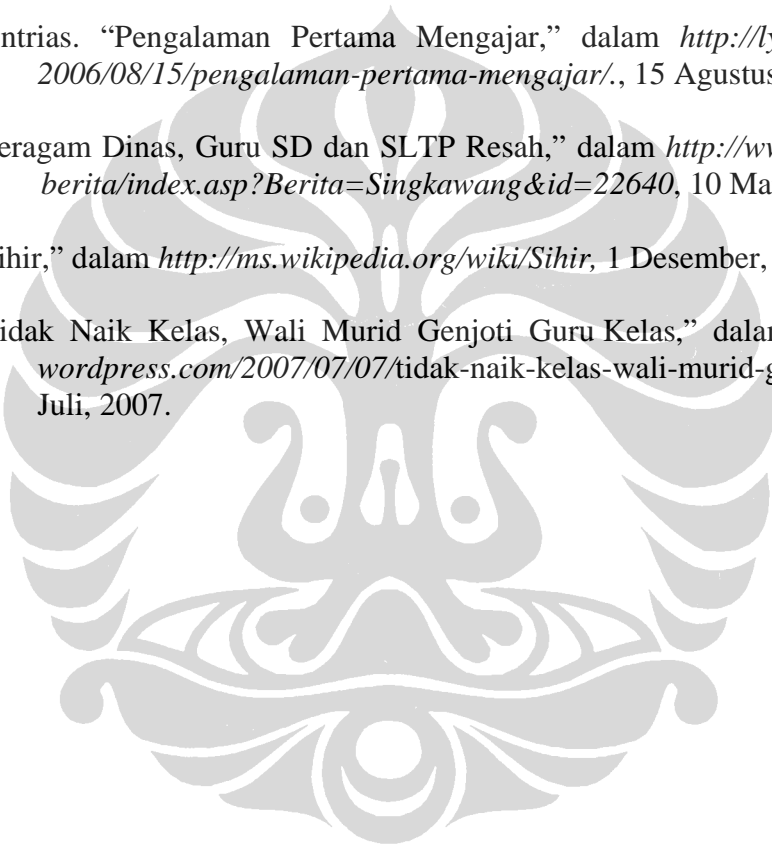 ntrias. “Pengalaman Pertama Mengajar,” dalam http://ly
2006/08/15/pengalaman-pertama-mengajar/., 15 Agustus
eragam Dinas, Guru SD dan SLTP Resah,” dalam http://ww
berita/index.asp?Berita=Singkawang&id=22640, 10 Ma
ihir,” dalam http://ms.wikipedia.org/wiki/Sihir, 1 Desember,
idak Naik Kelas, Wali Murid Genjoti Guru Kelas,” dalam
wordpress.com/2007/07/07/tidak-naik-kelas-wali-murid-g
Juli, 2007.